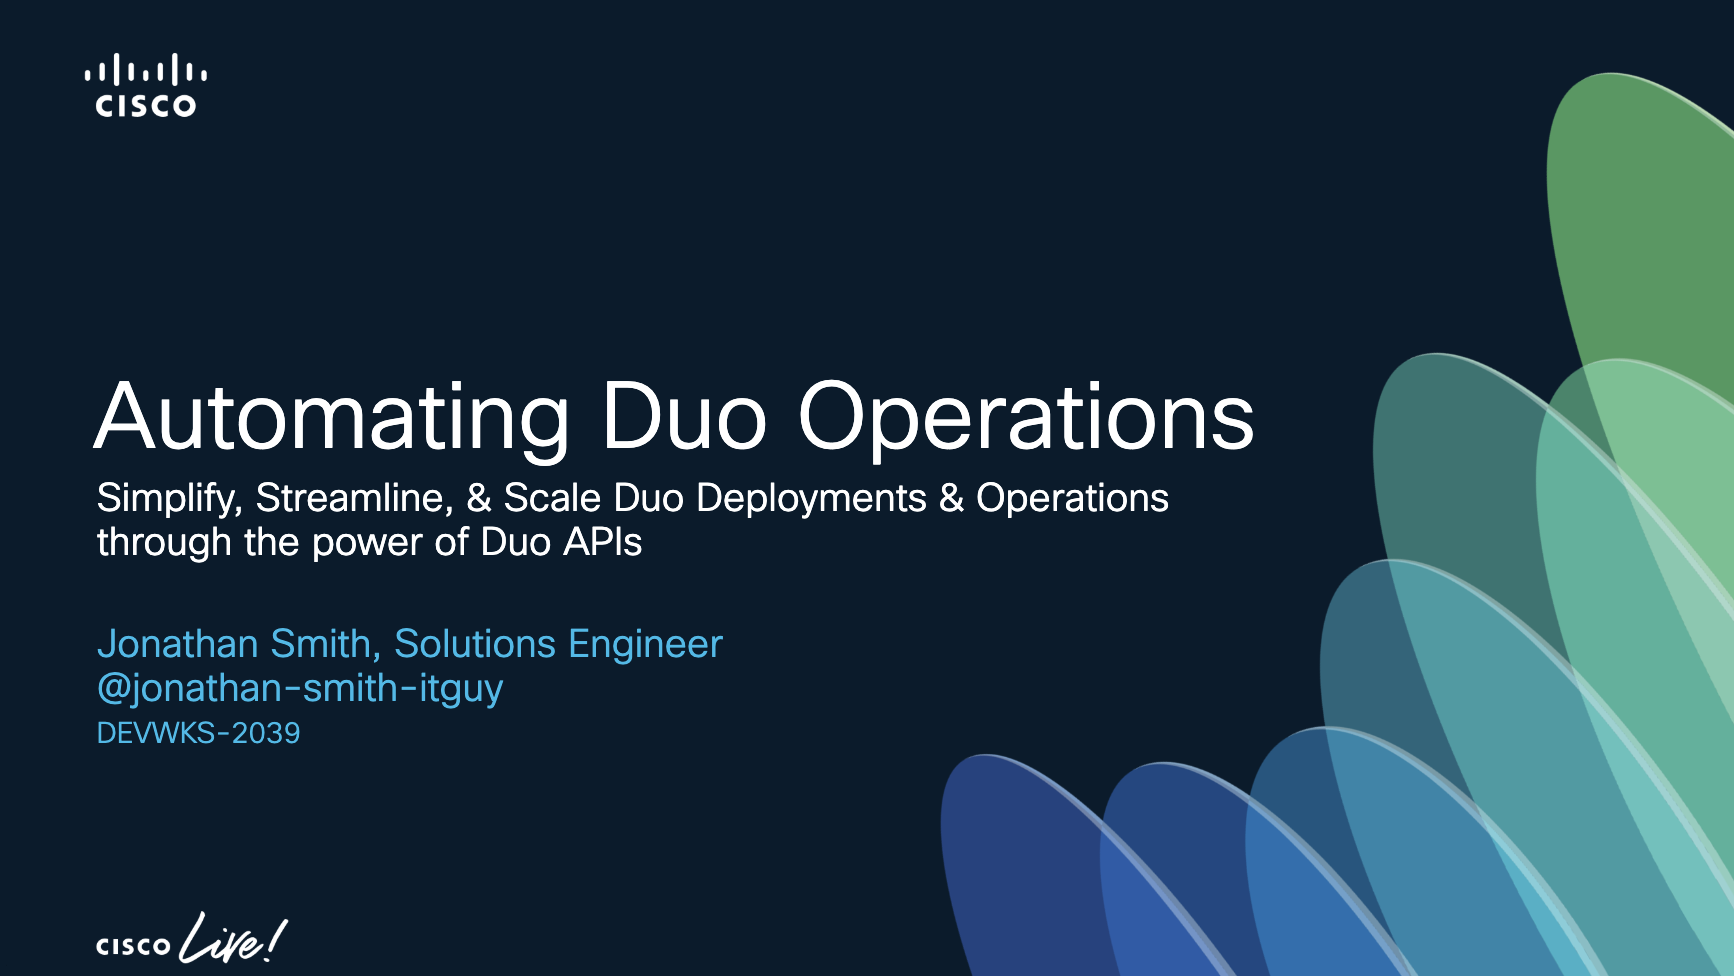 CISCO
Automating Duo Operations
Simplify, Streamline, & Scale Duo Deployments & Operations
through the power of Duo APIs
Jonathan Smith, Solutions Engineer
@jonathan-smith-itguy
DEVWKS-2039
CISCO Live!